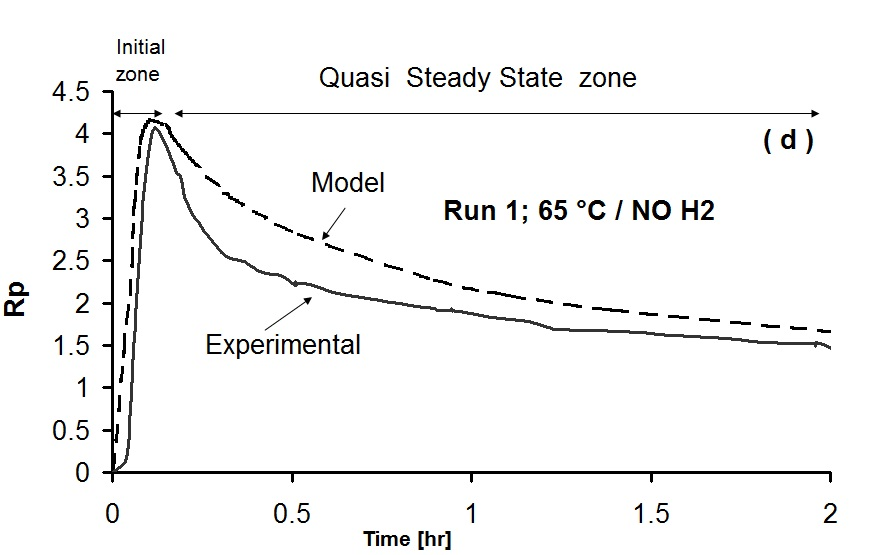 Initial
zone
Quasi Steady State zone
4.5
4
3.5
3
2.5
2
1.5
1
0.5
0
( d )
Model
Run 1; 65 °C / NO H2
Rp
Experimental
0
0.5
1
1.5
2
Time [hr]